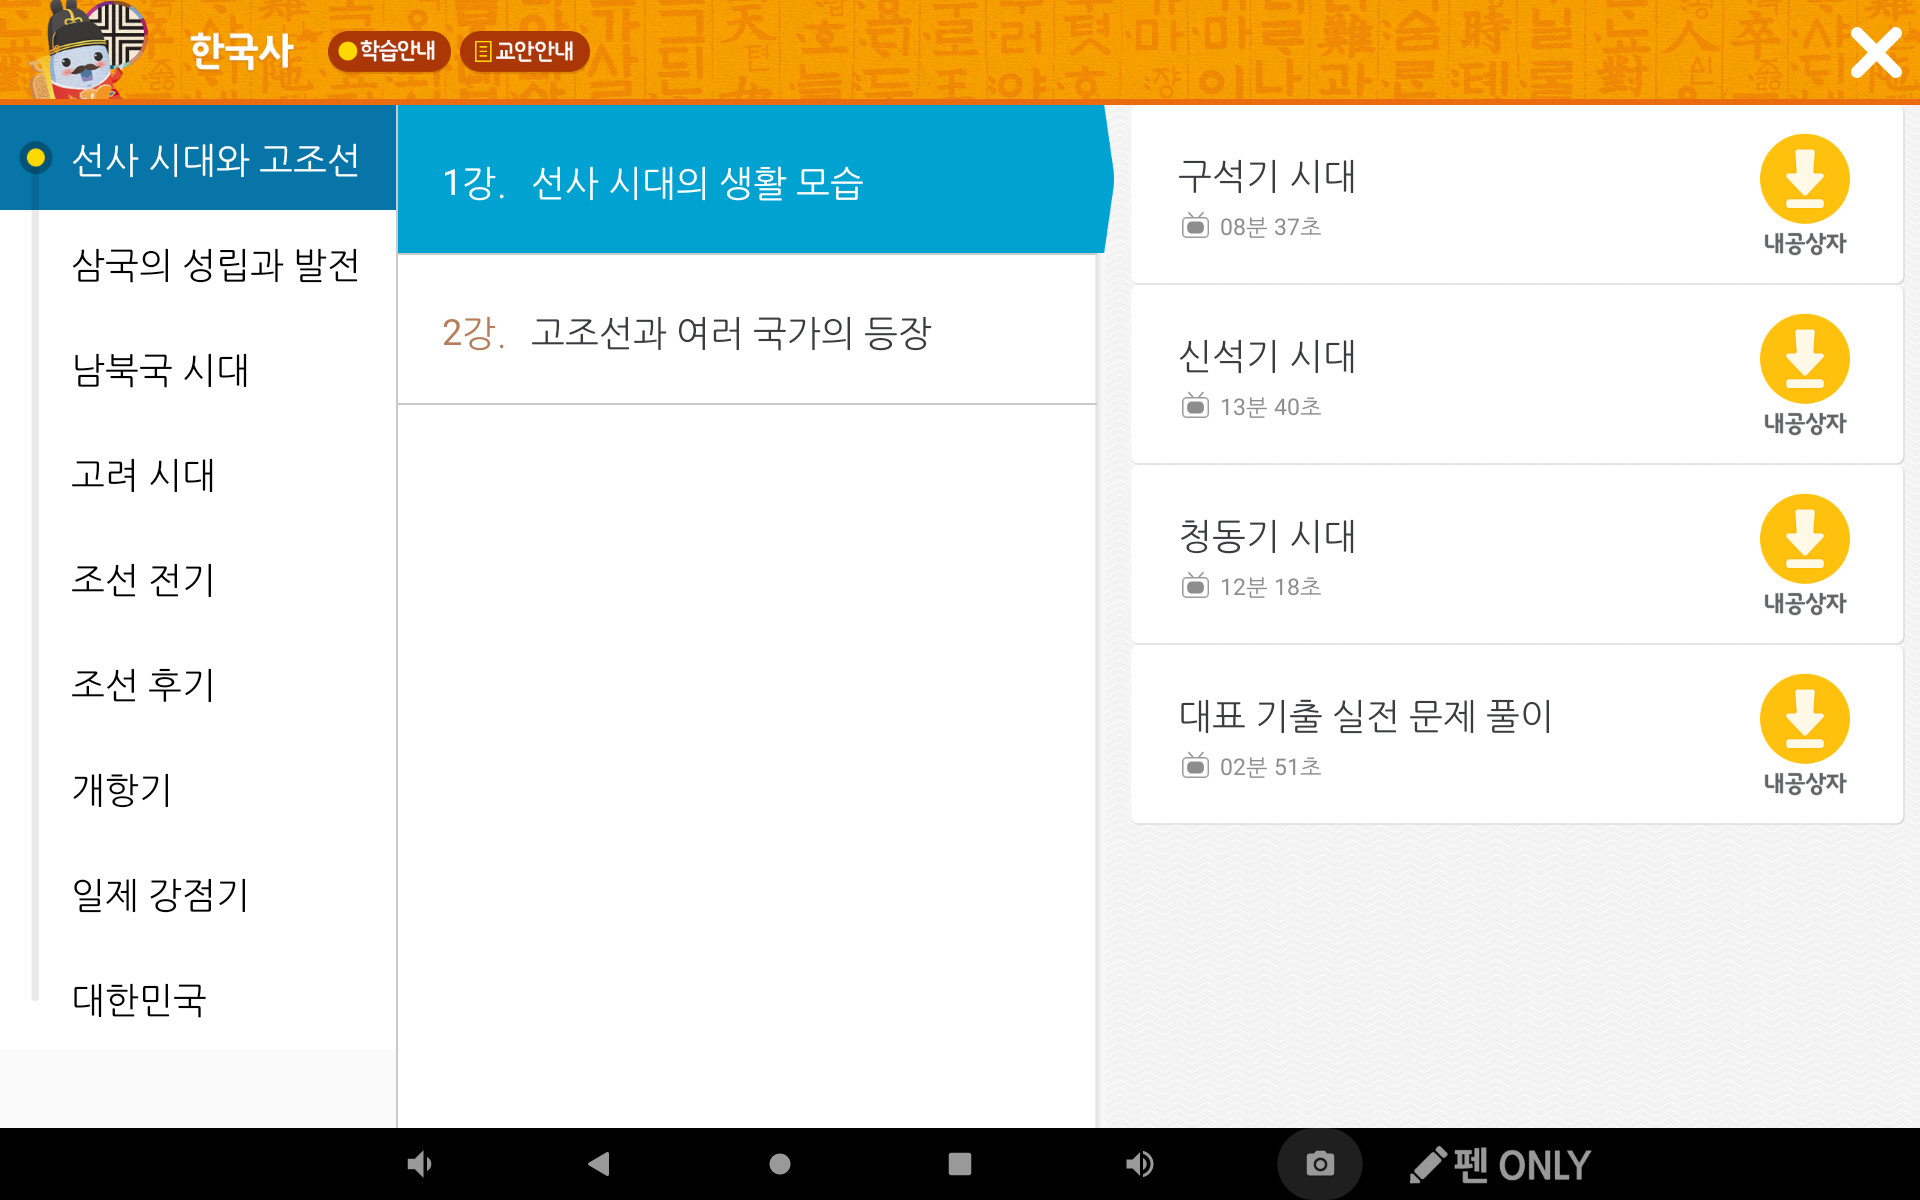 한국사
학습안내
교안안내
선사 시대와 고조선
삼국의 성립과 발전
남북국 시대
고려 시대
조선 전기
조선 후기
개항기
일제 강점기
대한민국
1강. 선사 시대의 생활 모습
2강. 고조선과 여러 국가의 등장
구석기 시대
08분 37초
내공상자
신석기 시대
13분 40초
내공상자
청동기 시대
12분 18초
내공상자
대표 기출 실전 문제 풀이
02분 51초
내공상자
펜 ONLY